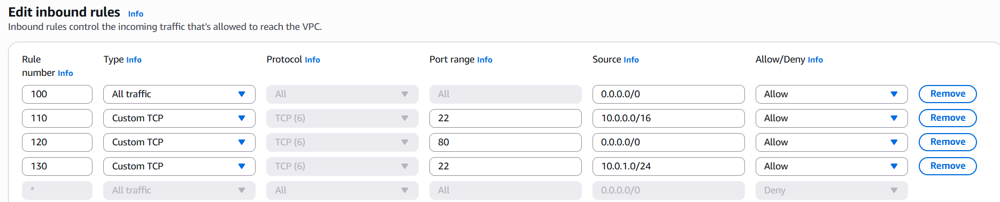 Edit inbound rules Info
Inbound rules control the incoming traffic that's allowed to reach the VPC.
Rule number Info Type Info Protocol Info Port range Info Source Info Allow/Deny Info
100 All traffic All All 0.0.0.0/0 Allow Remove
110 Custom TCP TCP (6) 22 10.0.0.0/16 Allow Remove
120 Custom TCP TCP (6) 80 0.0.0.0/0 Allow Remove
130 Custom TCP TCP (6) 22 10.0.1.0/24 Allow Remove
* All traffic All All 0.0.0.0/0 Deny